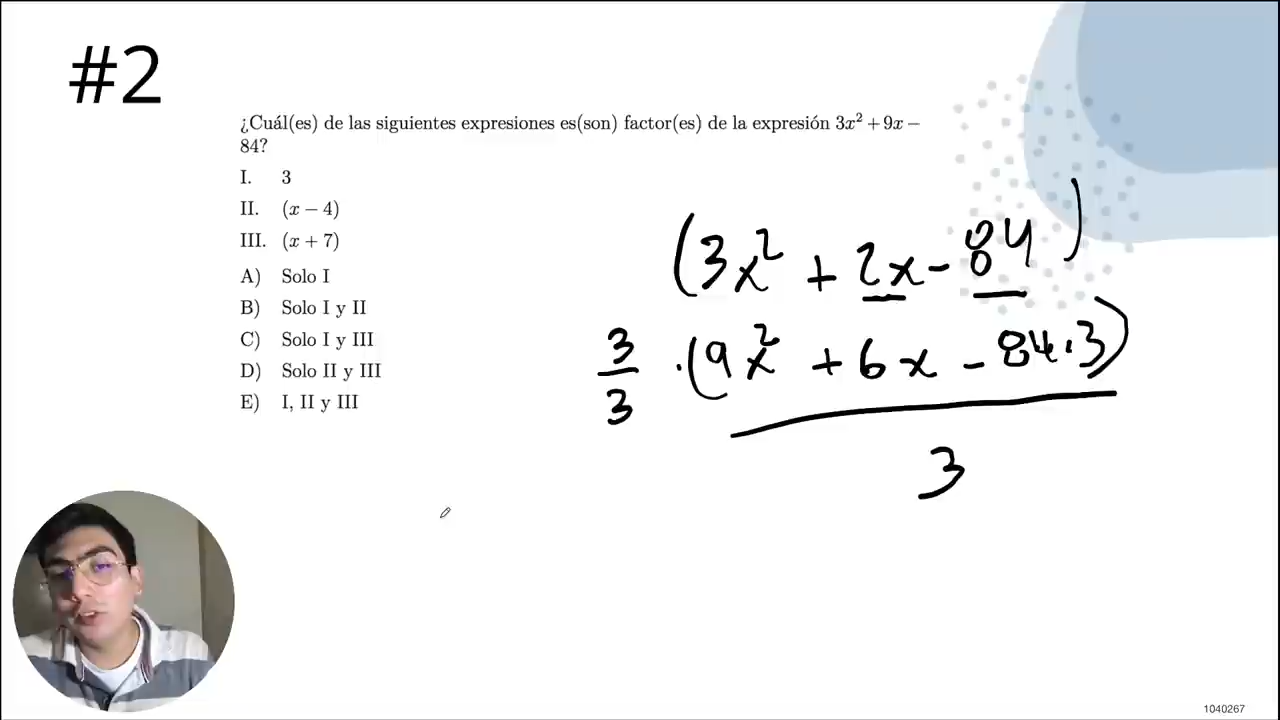 #2
¿Cuál(es) de las siguientes expresiones es(son) factor(es) de la expresión 3x² + 9x −
84?
I. 3
II. (x − 4)
III. (x + 7)
A) Solo I
B) Solo I y II
C) Solo I y III
D) Solo II y III
E) I, II y III
(3x² + 2x - 84)
3/3 · (9x² + 6x - 84·3)
3
1040267